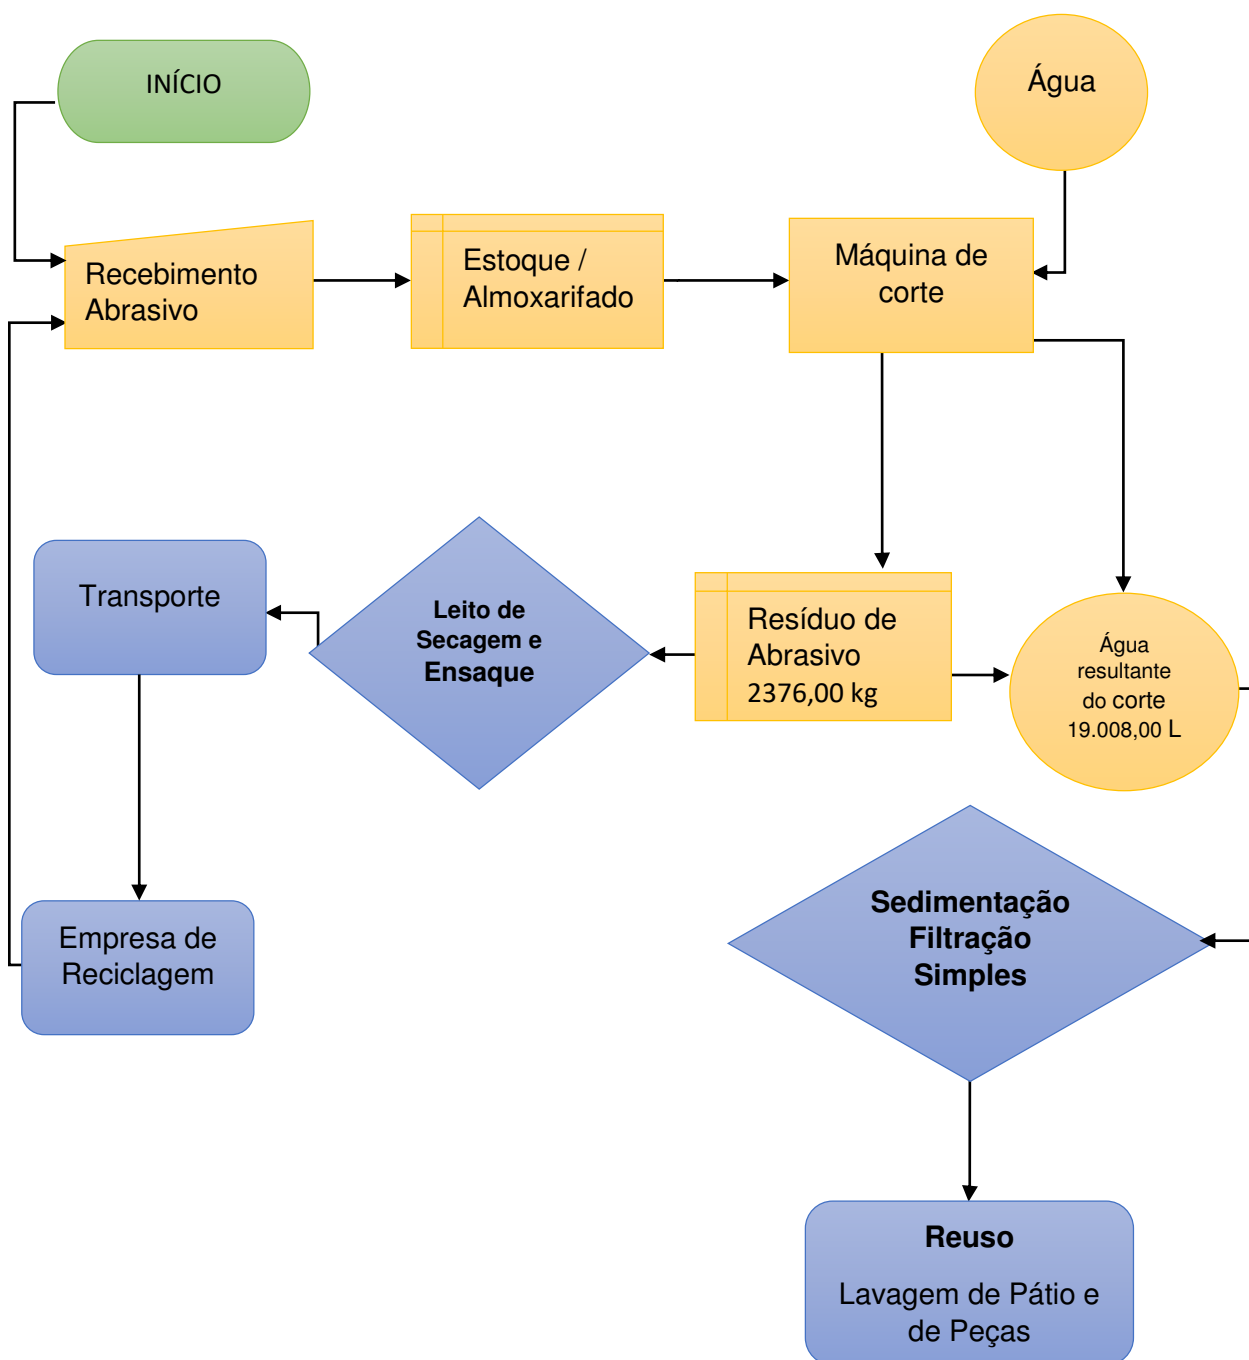 INÍCIO
Água
Recebimento
Abrasivo
Estoque /
Almoxarifado
Máquina de
corte
Transporte
Leito de
Secagem e
Ensaque
Resíduo de
Abrasivo
2376,00 kg
Água
resultante
do corte
19.008,00 L
Empresa de
Reciclagem
Sedimentação
Filtração
Simples
Reuso
Lavagem de Pátio e
de Peças